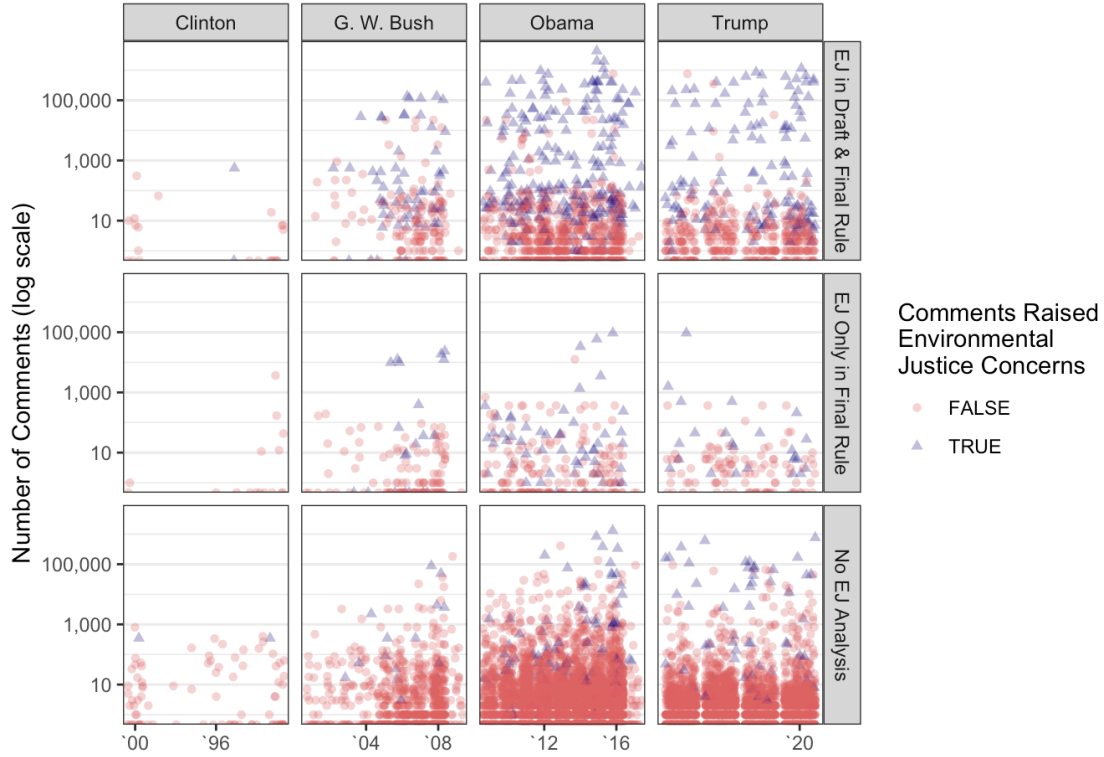 Clinton
G. W. Bush
Obama
Trump
Number of Comments (log scale)
100,000
1,000
10
EJ in Draft & Final Rule
100,000
1,000
10
EJ Only in Final Rule
100,000
1,000
10
No EJ Analysis
`00
`96
`04
`08
`12
`16
`20
Comments Raised
Environmental
Justice Concerns
FALSE
TRUE